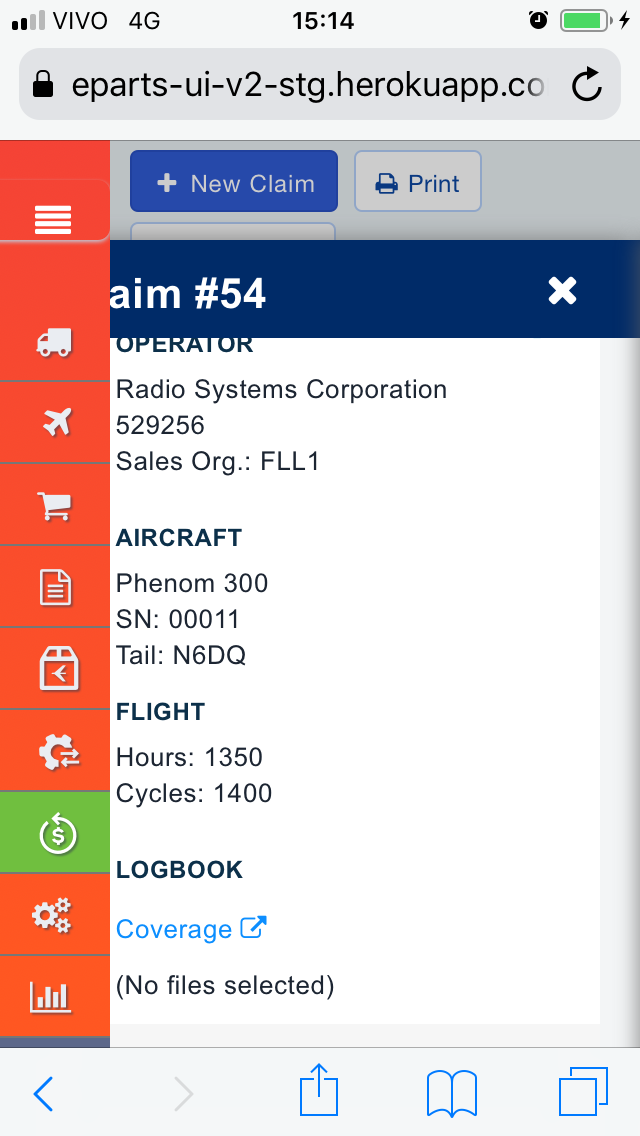 VIVO 4G 15:14
eparts-ui-v2-stg.herokuapp.co
New Claim
Print
aim #54
OPERATOR
Radio Systems Corporation
529256
Sales Org.: FLL1
AIRCRAFT
Phenom 300
SN: 00011
Tail: N6DQ
FLIGHT
Hours: 1350
Cycles: 1400
LOGBOOK
Coverage
(No files selected)